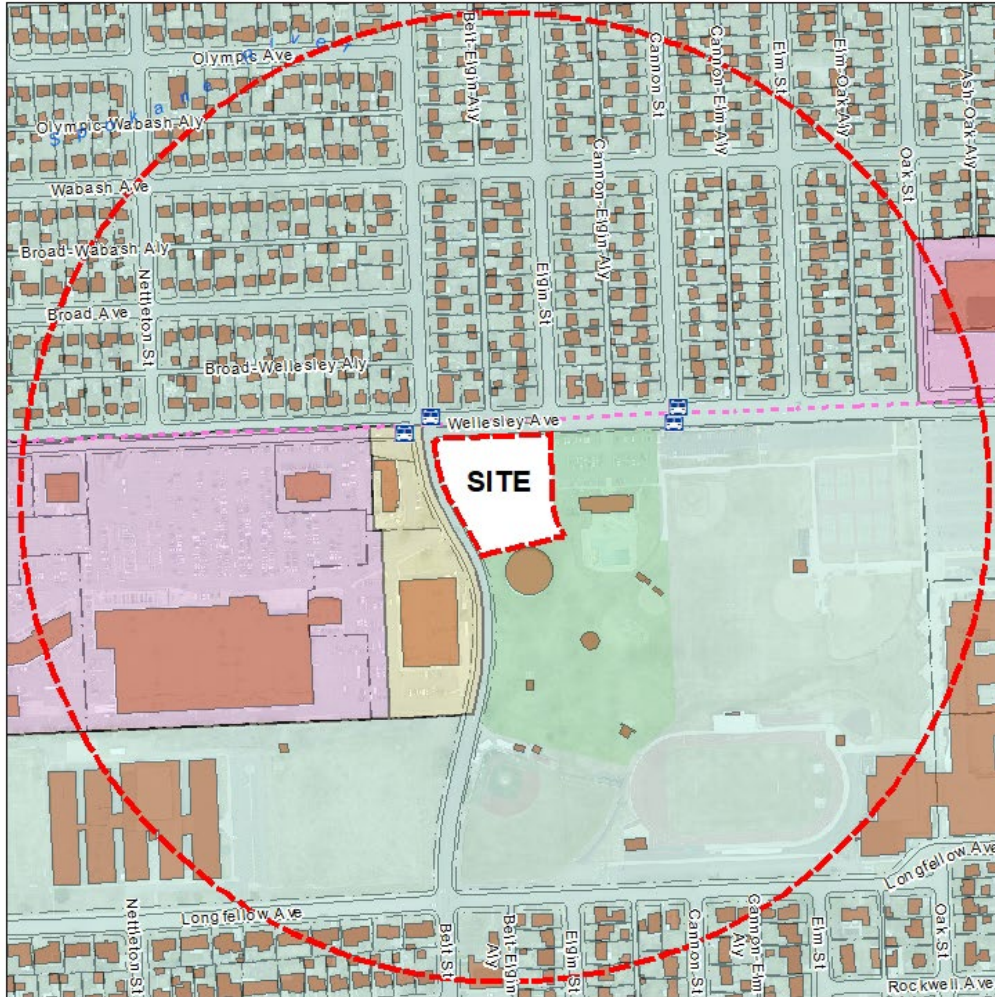 Olympic Ave
Spokane River
Olympic-Wabash Aly
Wabash Ave
Broad-Wabash Aly
Broad Ave
Broad-Wellesley Aly
Nettleton St
Belt-Elgin Aly
Elgin St
Cannon-Elgin Aly
Cannon St
Cannon-Elm Aly
Elm St
Elm-Oak Aly
Oak St
Ash-Oak Aly
Wellesley Ave
SITE
Longfellow Ave
Longfellow Ave
Nettleton St
Belt St
Belt-Elgin
Aly
Elgin St
Cannon St
Cannon-Elm
Aly
Elm St
Oak St
Rockwell Ave